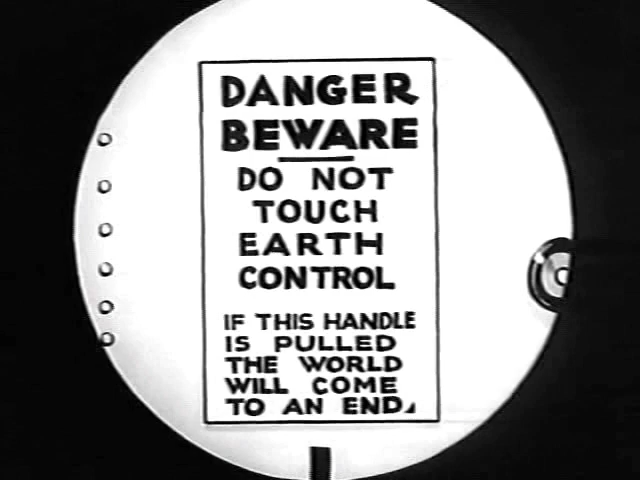 DANGER
BEWARE
DO NOT
TOUCH
EARTH
CONTROL
IF THIS HANDLE
IS PULLED
THE WORLD
WILL COME
TO AN END.